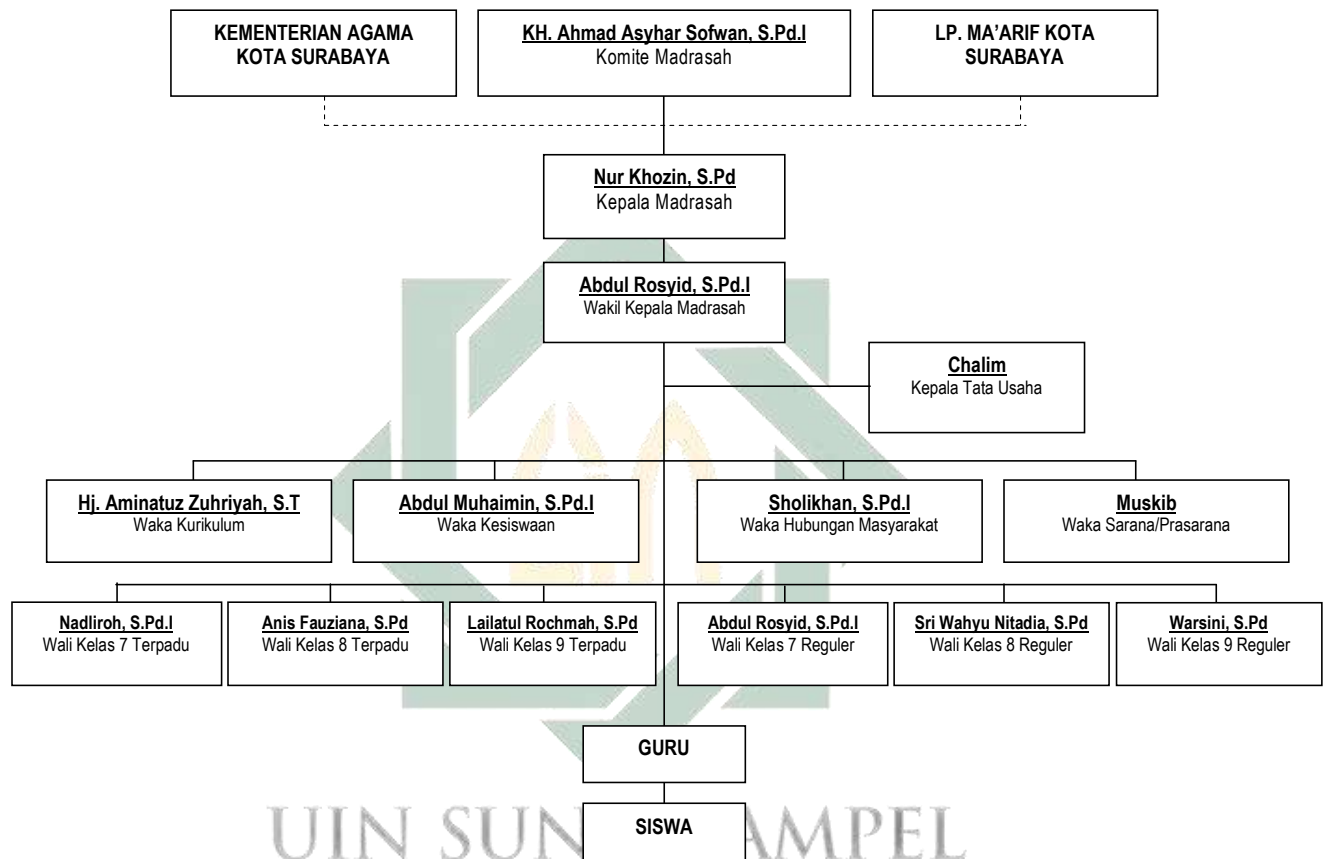 KEMENTERIAN AGAMA
KOTA SURABAYA
KH. Ahmad Asyhar Sofwan, S.Pd.I
Komite Madrasah
LP. MA’ARIF KOTA
SURABAYA
Nur Khozin, S.Pd
Kepala Madrasah
Abdul Rosyid, S.Pd.I
Wakil Kepala Madrasah
Chalim
Kepala Tata Usaha
Hj. Aminatuz Zuhriyah, S.T
Waka Kurikulum
Abdul Muhaimin, S.Pd.I
Waka Kesiswaan
Sholikhan, S.Pd.I
Waka Hubungan Masyarakat
Muskib
Waka Sarana/Prasarana
Nadliroh, S.Pd.I
Wali Kelas 7 Terpadu
Anis Fauziana, S.Pd
Wali Kelas 8 Terpadu
Lailatul Rochmah, S.Pd
Wali Kelas 9 Terpadu
Abdul Rosyid, S.Pd.I
Wali Kelas 7 Reguler
Sri Wahyu Nitadia, S.Pd
Wali Kelas 8 Reguler
Warsini, S.Pd
Wali Kelas 9 Reguler
GURU
SISWA
UIN SUN AMPEL